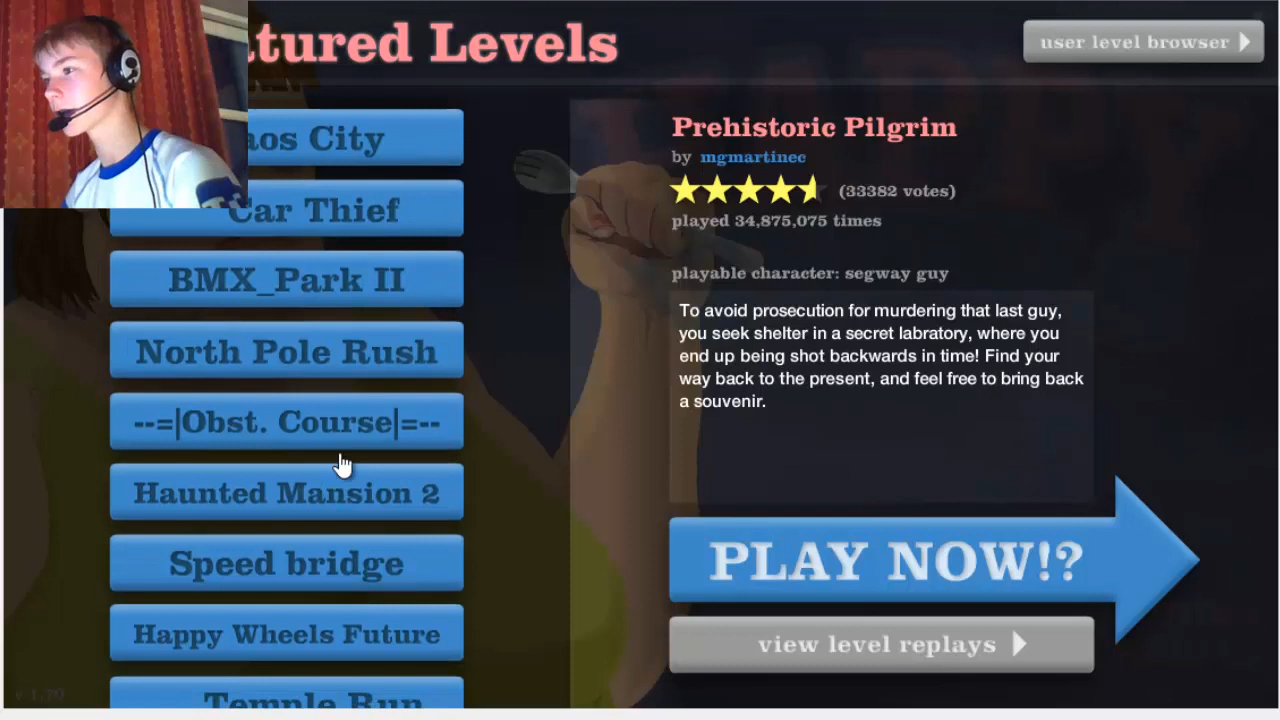 tured Levels
user level browser
aos City
Car Thief
BMX_Park II
North Pole Rush
--=|Obst. Course|=--
Haunted Mansion 2
Speed bridge
Happy Wheels Future
Temple Run
Prehistoric Pilgrim
by mgmartinec
(33382 votes)
played 34,875,075 times
playable character: segway guy
To avoid prosecution for murdering that last guy,
you seek shelter in a secret labratory, where you
end up being shot backwards in time! Find your
way back to the present, and feel free to bring back
a souvenir.
PLAY NOW!?
view level replays
v 1.70